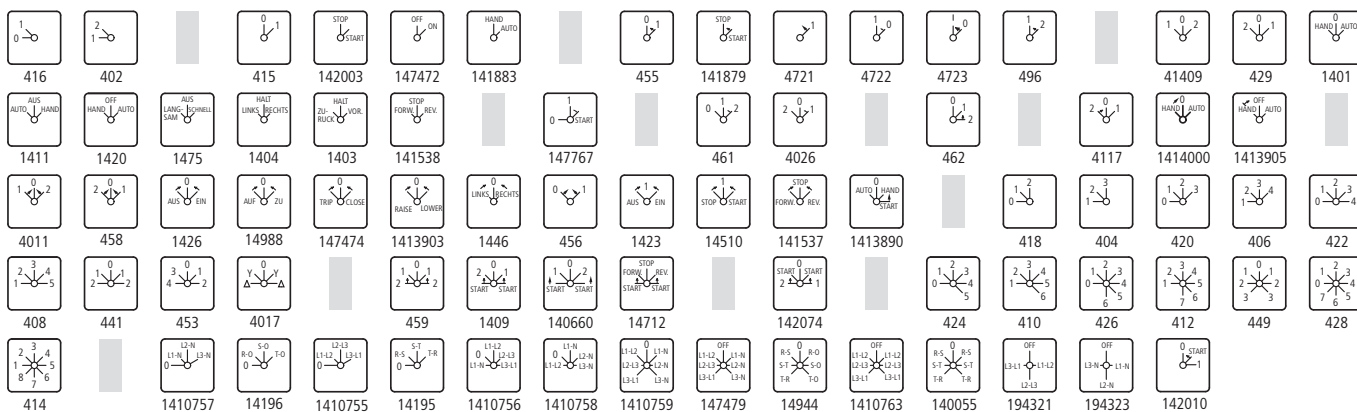 1 0
2 1
0 1
STOP START
OFF ON
HAND AUTO
0 1
STOP START
1
1 0
I 0
1 2
1 0 2
2 0 1
HAND 0 AUTO
416 402 415 142003 147472 141883 455 141879 4721 4722 4723 496 41409 429 1401
AUS AUTO HAND
OFF HAND AUTO
AUS LANG-SAM SCHNELL
HALT LINKS RECHTS
HALT ZU-RUCK VOR.
STOP FORW. REV.
1 0 START
0 1 2
2 0 1
0 1 2
2 0 1
0 HAND AUTO
OFF HAND AUTO
1411 1420 1475 1404 1403 141538 147767 461 4026 462 4117 1414000 1413905
1 0 2
2 0 1
0 AUS EIN
0 AUF ZU
0 TRIP CLOSE
0 RAISE LOWER
0 LINKS RECHTS
0 1
1 AUS EIN
1 STOP START
STOP FORW. REV.
0 AUTO HAND START
0 1 2
1 2 3
0 1 2 3
1 2 3 4
0 1 2 3 4
4011 458 1426 14988 147474 1413903 1446 456 1423 14510 141537 1413890 418 404 420 406 422
1 2 3 4 5
2 1 0 1 2
4 3 0 1 2
Δ Y 0 Y Δ
2 1 0 1 2
START 2 0 1 START
START 1 0 2 START
STOP FORW. REV. START START
START 0 START 2 1
0 1 2 3 4 5
1 2 3 4 5 6
0 1 2 3 4 5 6
1 2 3 4 5 6 7
3 2 1 0 1 2 3
0 1 2 3 4 5 6 7
408 441 453 4017 459 1409 140660 14712 142074 424 410 426 412 449 428
1 2 3 4 5 6 7 8
0 L1-N L2-N L3-N
0 R-O S-O T-O
0 L1-L2 L2-L3 L3-L1
0 R-S S-T T-R
L1-L2 0 L2-L3 L1-N L3-L1
L1-N 0 L2-N L1-L2 L3-N
0 L1-L2 L1-N L2-L3 L2-N L3-L1 L3-N
OFF L1-L2 L1-N L2-L3 L2-N L3-L1 L3-N
0 R-S R-O S-T S-O T-R T-O
OFF L1-L2 L1-L2 L2-L3 L2-L3 L3-L1 L3-L1
0 R-S R-S S-T S-T T-R T-R
OFF L3-L1 L1-L2 L2-L3
OFF L3-N L1-N L2-N
0 START 1
414 1410757 14196 1410755 14195 1410756 1410758 1410759 147479 14944 1410763 140055 194321 194323 142010